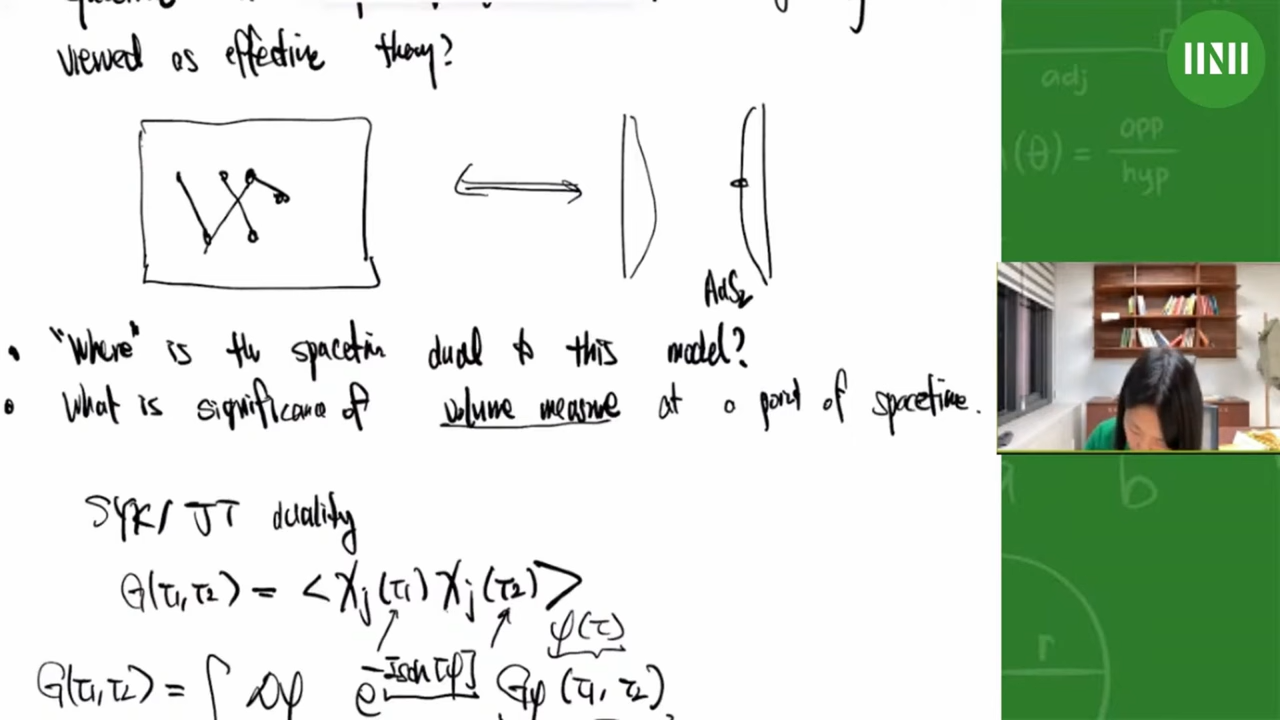 viewed as effective theory?
AdS₂
• "Where" is the spacetime dual to this model?
• What is significance of volume measure at a point of spacetime.
SYK/JT duality
G(τ₁,τ₂) = <χⱼ(τ₁) χⱼ(τ₂)>
φ(τ)
G(τ₁,τ₂) = ∫ Dφ e^{-Isch[φ]} Gφ(τ₁,τ₂)
adj
(θ) = opp/hyp
b
r